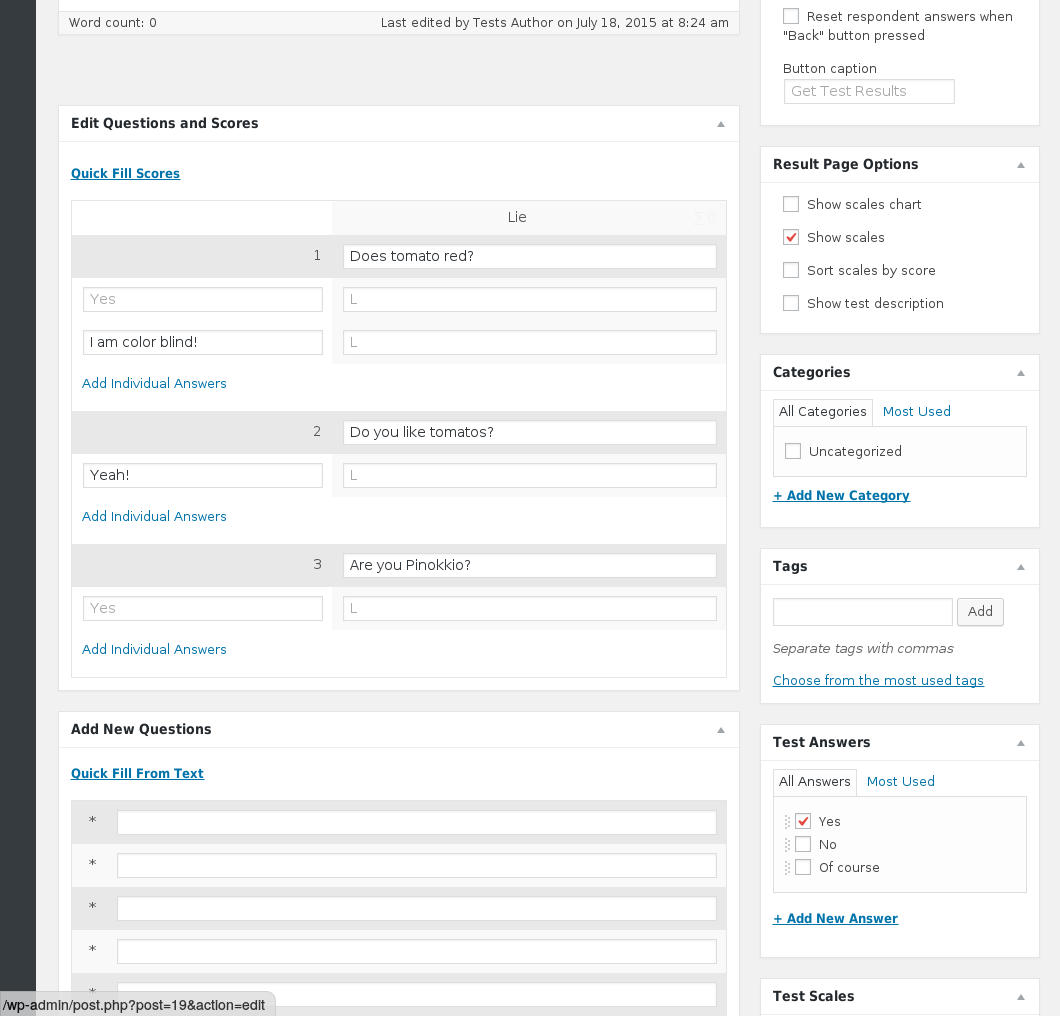 Word count: 0
Last edited by Tests Author on July 18, 2015 at 8:24 am
Edit Questions and Scores
Quick Fill Scores
Lie
1
Does tomato red?
Yes
L
I am color blind!
L
Add Individual Answers
2
Do you like tomatos?
Yeah!
L
Add Individual Answers
3
Are you Pinokkio?
Yes
L
Add Individual Answers
Add New Questions
Quick Fill From Text
*
*
*
*
*
/wp-admin/post.php?post=19&action=edit
Reset respondent answers when
"Back" button pressed
Button caption
Get Test Results
Result Page Options
Show scales chart
Show scales
Sort scales by score
Show test description
Categories
All Categories
Most Used
Uncategorized
+ Add New Category
Tags
Add
Separate tags with commas
Choose from the most used tags
Test Answers
All Answers
Most Used
Yes
No
Of course
+ Add New Answer
Test Scales